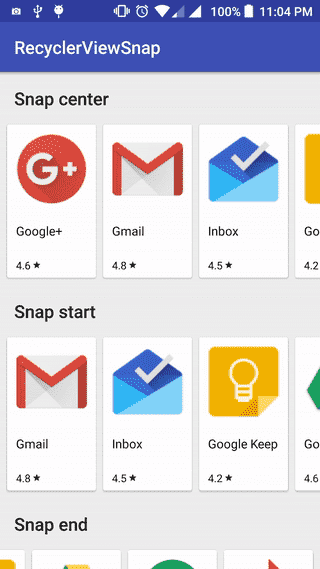 100% 11:04 PM
RecyclerViewSnap
Snap center
G+
Google+ Gmail Inbox Go
4.6 ★ 4.8 ★ 4.5 ★ 4.2
Snap start
Gmail Inbox Google Keep Go
4.8 ★ 4.5 ★ 4.2 ★ 4.6
Snap end